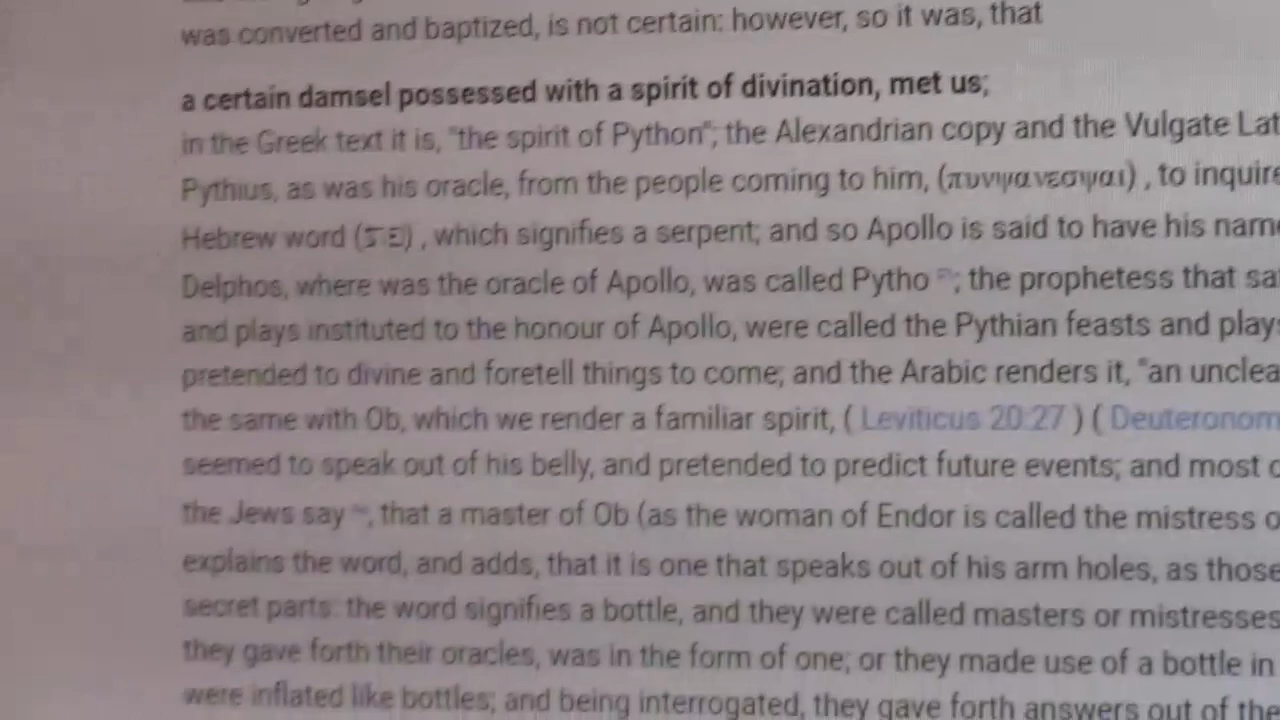 was converted and baptized, is not certain: however, so it was, that
a certain damsel possessed with a spirit of divination, met us;
in the Greek text it is, "the spirit of Python"; the Alexandrian copy and the Vulgate Lat
Pythius, as was his oracle, from the people coming to him, (πυνψανεσψαι) , to inquire
Hebrew word ( ) , which signifies a serpent; and so Apollo is said to have his name
Delphos, where was the oracle of Apollo, was called Pytho ; the prophetess that sa
and plays instituted to the honour of Apollo, were called the Pythian feasts and plays
pretended to divine and foretell things to come; and the Arabic renders it, "an unclea
the same with Ob, which we render a familiar spirit, ( Leviticus 20:27 ) ( Deuteronom
seemed to speak out of his belly, and pretended to predict future events; and most o
the Jews say , that a master of Ob (as the woman of Endor is called the mistress o
explains the word, and adds, that it is one that speaks out of his arm holes, as those
secret parts: the word signifies a bottle, and they were called masters or mistresses
they gave forth their oracles, was in the form of one; or they made use of a bottle in
were inflated like bottles; and being interrogated, they gave forth answers out of the